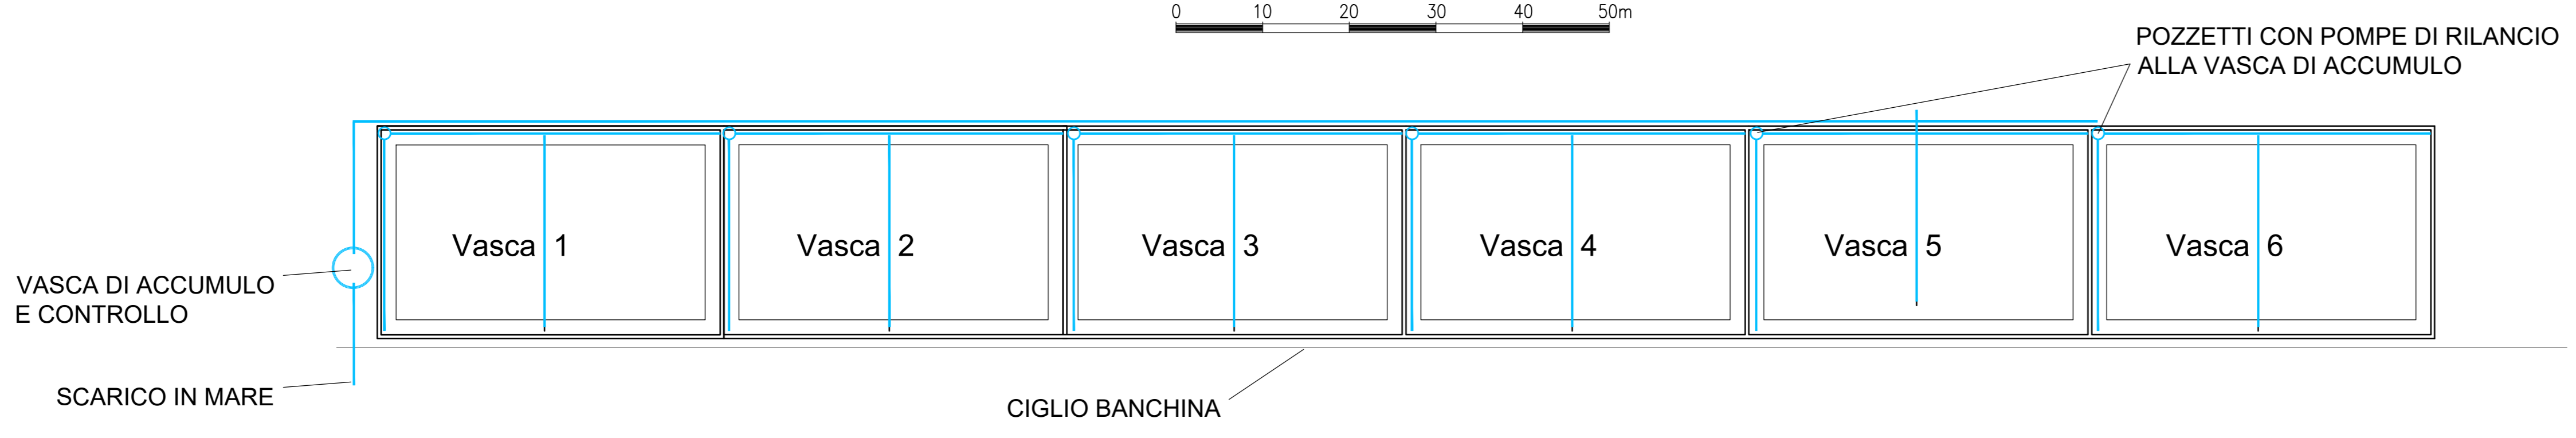 0 10 20 30 40 50m
POZZETTI CON POMPE DI RILANCIO
ALLA VASCA DI ACCUMULO
Vasca 1
Vasca 2
Vasca 3
Vasca 4
Vasca 5
Vasca 6
VASCA DI ACCUMULO
E CONTROLLO
SCARICO IN MARE
CIGLIO BANCHINA